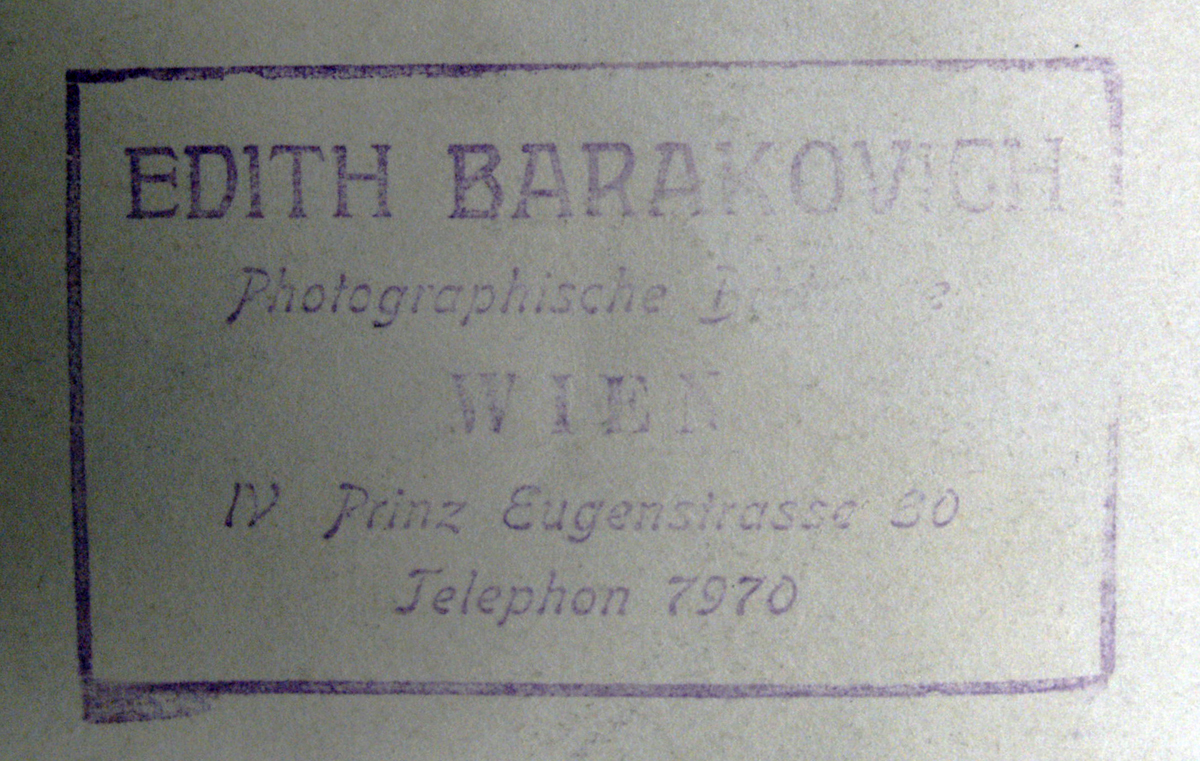 EDITH BARAKOVICH
Photographische
WIEN
IV Prinz Eugenstrasse 30
Telephon 7970